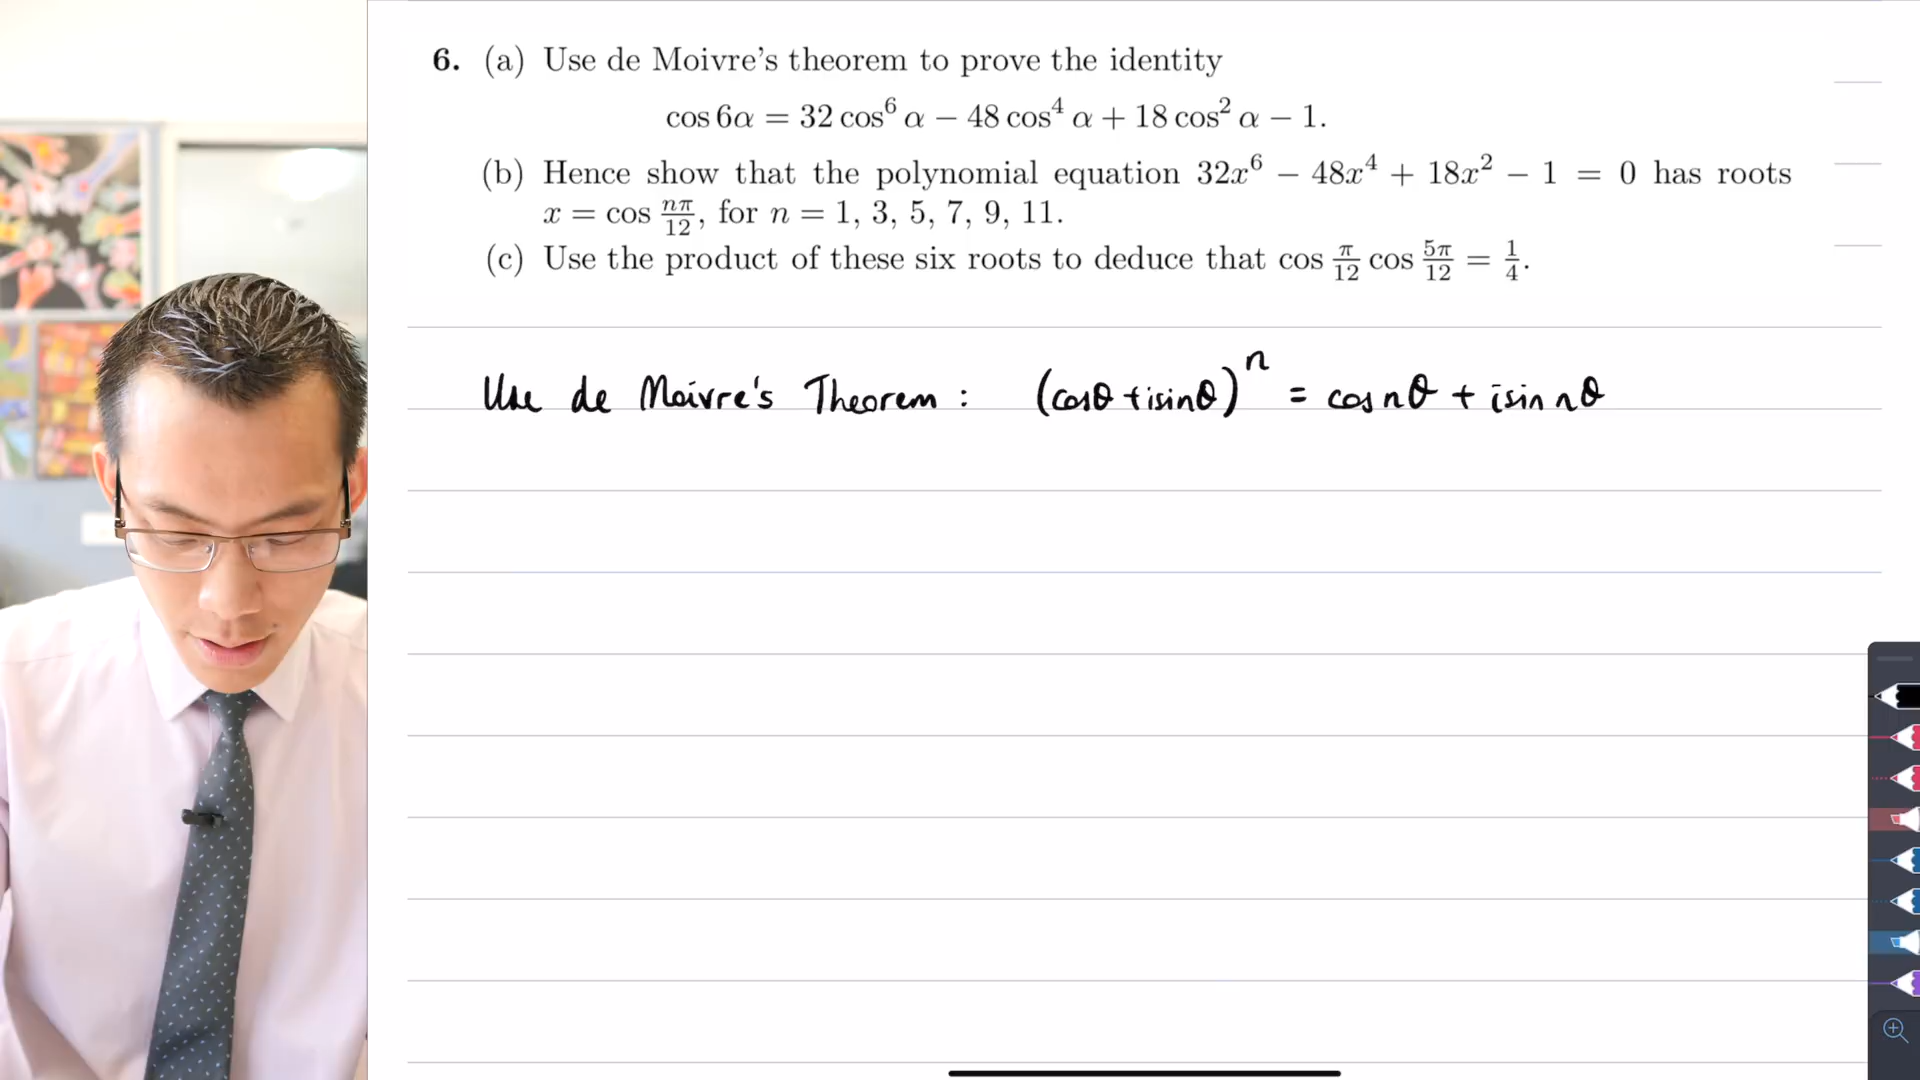 6. (a) Use de Moivre's theorem to prove the identity
cos 6α = 32 cos⁶ α − 48 cos⁴ α + 18 cos² α − 1.
(b) Hence show that the polynomial equation 32x⁶ − 48x⁴ + 18x² − 1 = 0 has roots
x = cos nπ/12, for n = 1, 3, 5, 7, 9, 11.
(c) Use the product of these six roots to deduce that cos π/12 cos 5π/12 = 1/4.
Use de Moivre's Theorem : (cosθ + isinθ)ⁿ = cos nθ + isin nθ